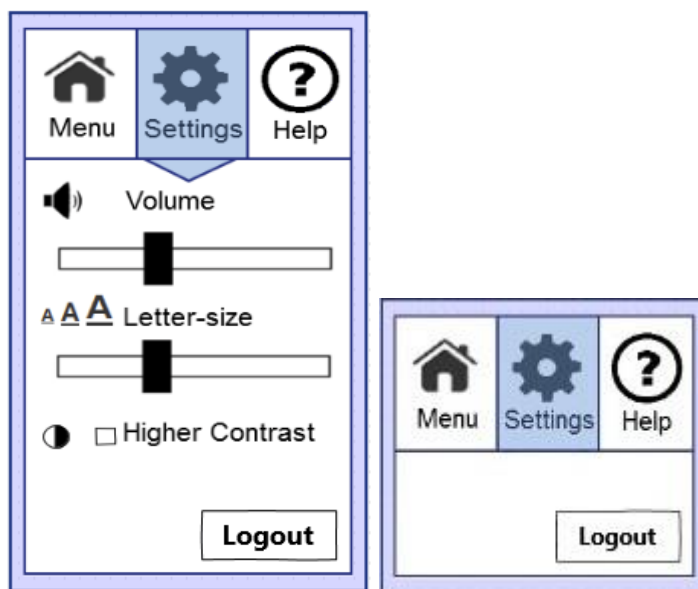 Menu Settings Help
Volume
A A A Letter-size
Higher Contrast
Logout
Menu Settings Help
Logout